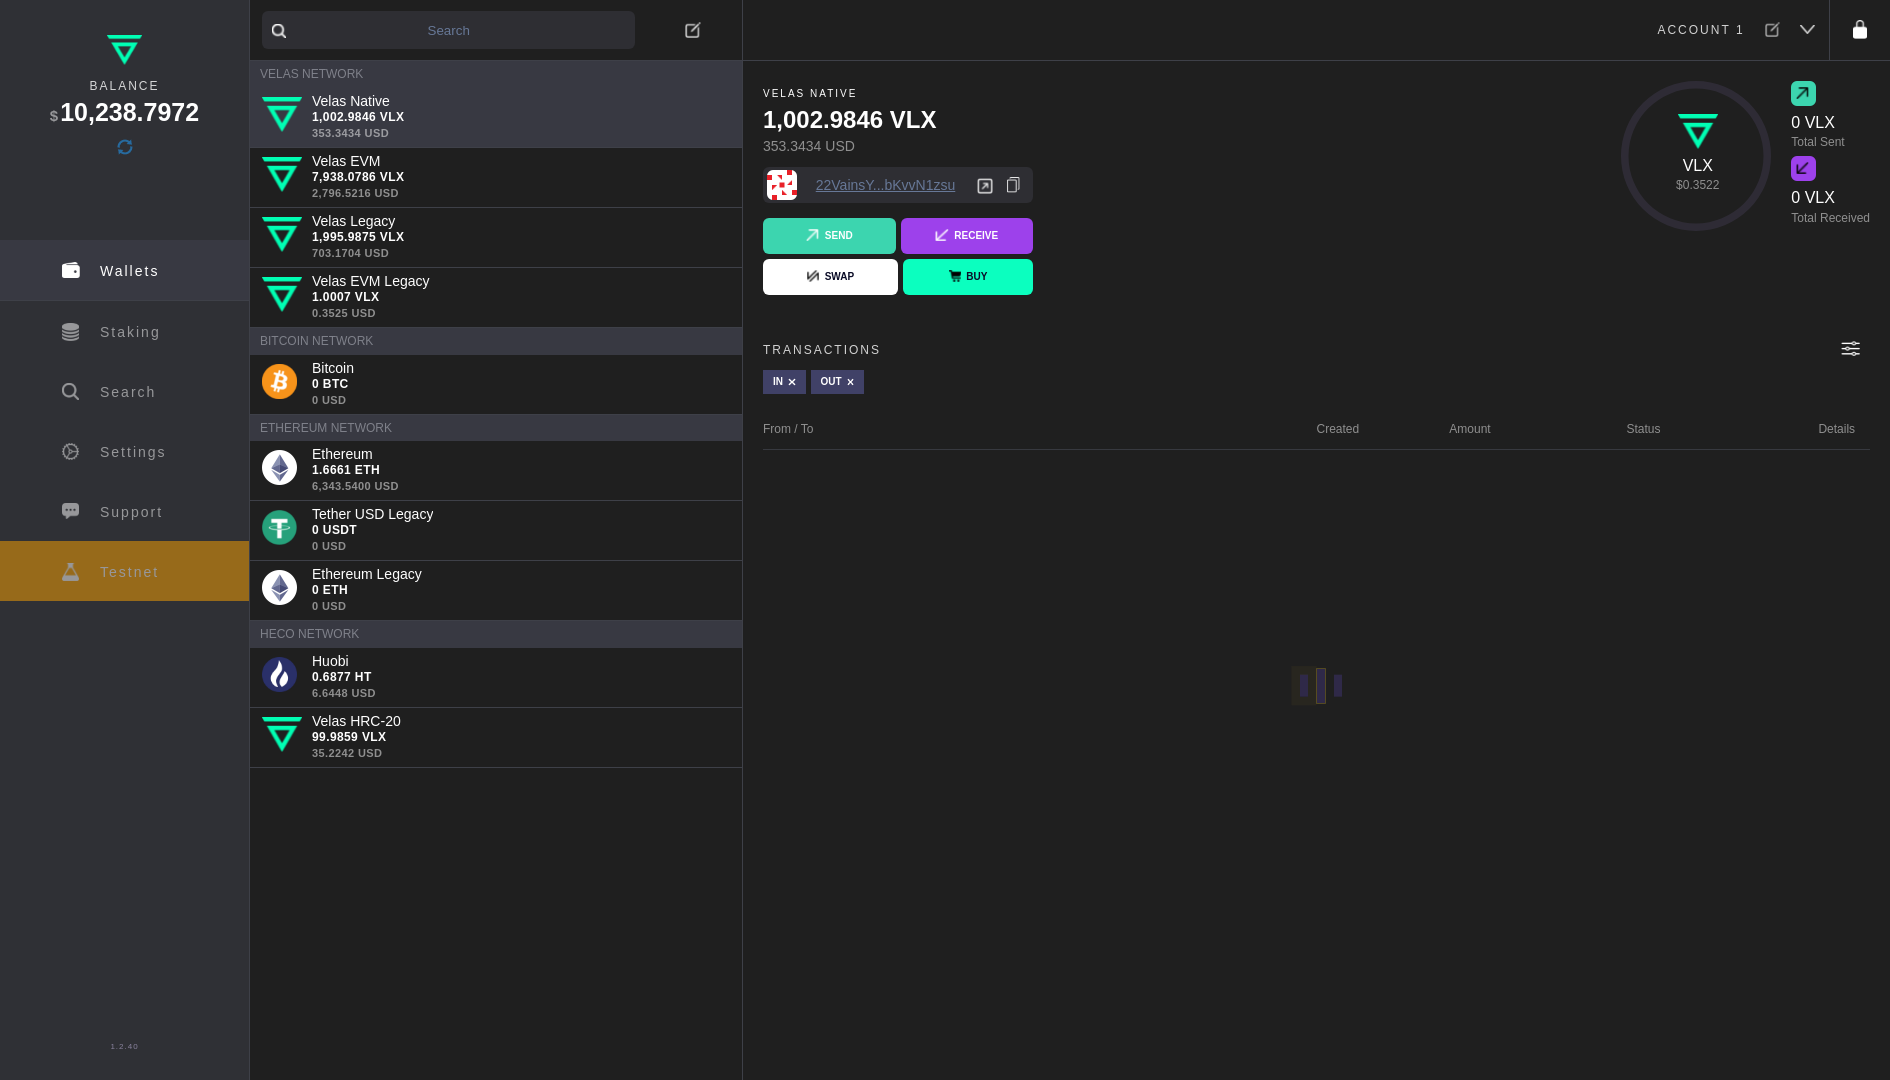 BALANCE
$10,238.7972
Wallets
Staking
Search
Settings
Support
Testnet
1.2.40
Search
VELAS NETWORK
Velas Native
1,002.9846 VLX
353.3434 USD
Velas EVM
7,938.0786 VLX
2,796.5216 USD
Velas Legacy
1,995.9875 VLX
703.1704 USD
Velas EVM Legacy
1.0007 VLX
0.3525 USD
BITCOIN NETWORK
Bitcoin
0 BTC
0 USD
ETHEREUM NETWORK
Ethereum
1.6661 ETH
6,343.5400 USD
Tether USD Legacy
0 USDT
0 USD
Ethereum Legacy
0 ETH
0 USD
HECO NETWORK
Huobi
0.6877 HT
6.6448 USD
Velas HRC-20
99.9859 VLX
35.2242 USD
ACCOUNT 1
VELAS NATIVE
1,002.9846 VLX
353.3434 USD
22VainsY...bKvvN1zsu
SEND
RECEIVE
SWAP
BUY
VLX
$0.3522
0 VLX
Total Sent
0 VLX
Total Received
TRANSACTIONS
IN ×
OUT ×
From / To Created Amount Status Details